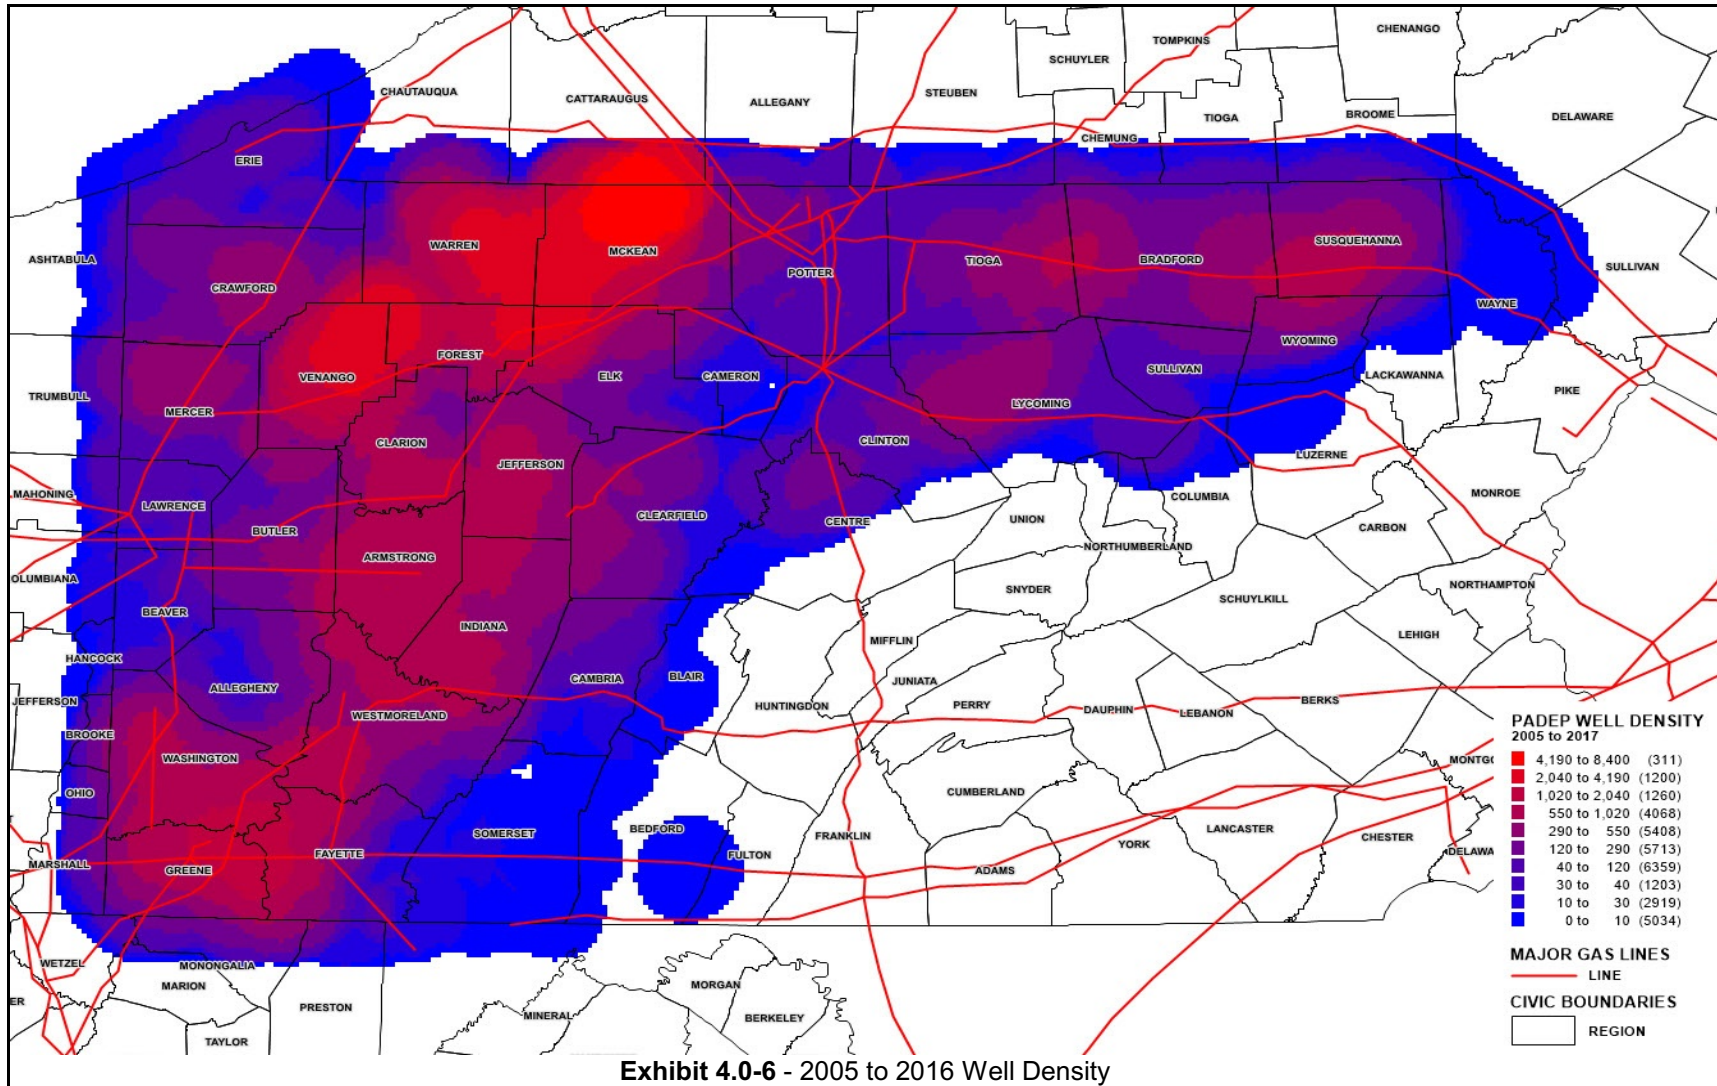 CHENANGO
TOMPKINS
SCHUYLER
CHAUTAUQUA
CATTARAUGUS
ALLEGANY
STEUBEN
TIOGA
BROOME
DELAWARE
CHEMUNG
ERIE
WARREN
MCKEAN
SUSQUEHANNA
ASHTABULA
TIOGA
BRADFORD
SULLIVAN
POTTER
CRAWFORD
WAYNE
WYOMING
FOREST
SULLIVAN
VENANGO
ELK
CAMERON
LACKAWANNA
PIKE
TRUMBULL
MERCER
LYCOMING
CLARION
CLINTON
LUZERNE
JEFFERSON
MAHONING
MONROE
LAWRENCE
COLUMBIA
CLEARFIELD
CENTRE
UNION
BUTLER
CARBON
ARMSTRONG
NORTHUMBERLAND
OLUMBIANA
NORTHAMPTON
SNYDER
SCHUYLKILL
BEAVER
INDIANA
LEHIGH
MIFFLIN
HANCOCK
CAMBRIA
BLAIR
JUNIATA
ALLEGHENY
JEFFERSON
HUNTINGDON
PERRY
BERKS
DAUPHIN
LEBANON
WESTMORELAND
BROOKE
WASHINGTON
OHIO
CUMBERLAND
SOMERSET
BEDFORD
FRANKLIN
LANCASTER
CHESTER
YORK
MONTGC
DELAWA
FAYETTE
FULTON
MARSHALL
GREENE
ADAMS
WETZEL
MONONGALIA
MARION
MORGAN
ER
PRESTON
MINERAL
BERKELEY
TAYLOR
PADEP WELL DENSITY
2005 to 2017
4,190 to 8,400 (311)
2,040 to 4,190 (1200)
1,020 to 2,040 (1260)
550 to 1,020 (4068)
290 to 550 (5408)
120 to 290 (5713)
40 to 120 (6359)
30 to 40 (1203)
10 to 30 (2919)
0 to 10 (5034)
MAJOR GAS LINES
LINE
CIVIC BOUNDARIES
REGION
Exhibit 4.0-6 - 2005 to 2016 Well Density